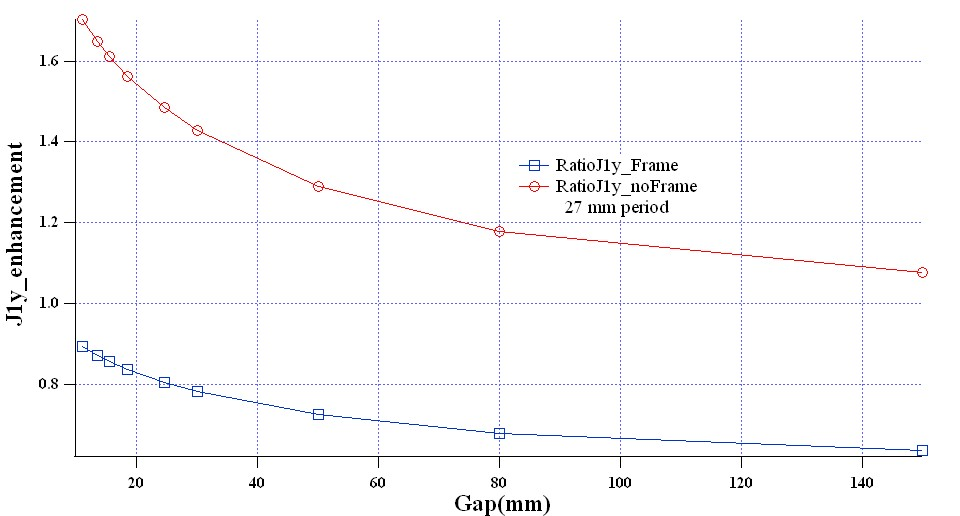 1.6
1.4
1.2
1.0
0.8
J1y_enhancement
RatioJ1y_Frame
RatioJ1y_noFrame
27 mm period
20 40 60 80 100 120 140
Gap(mm)